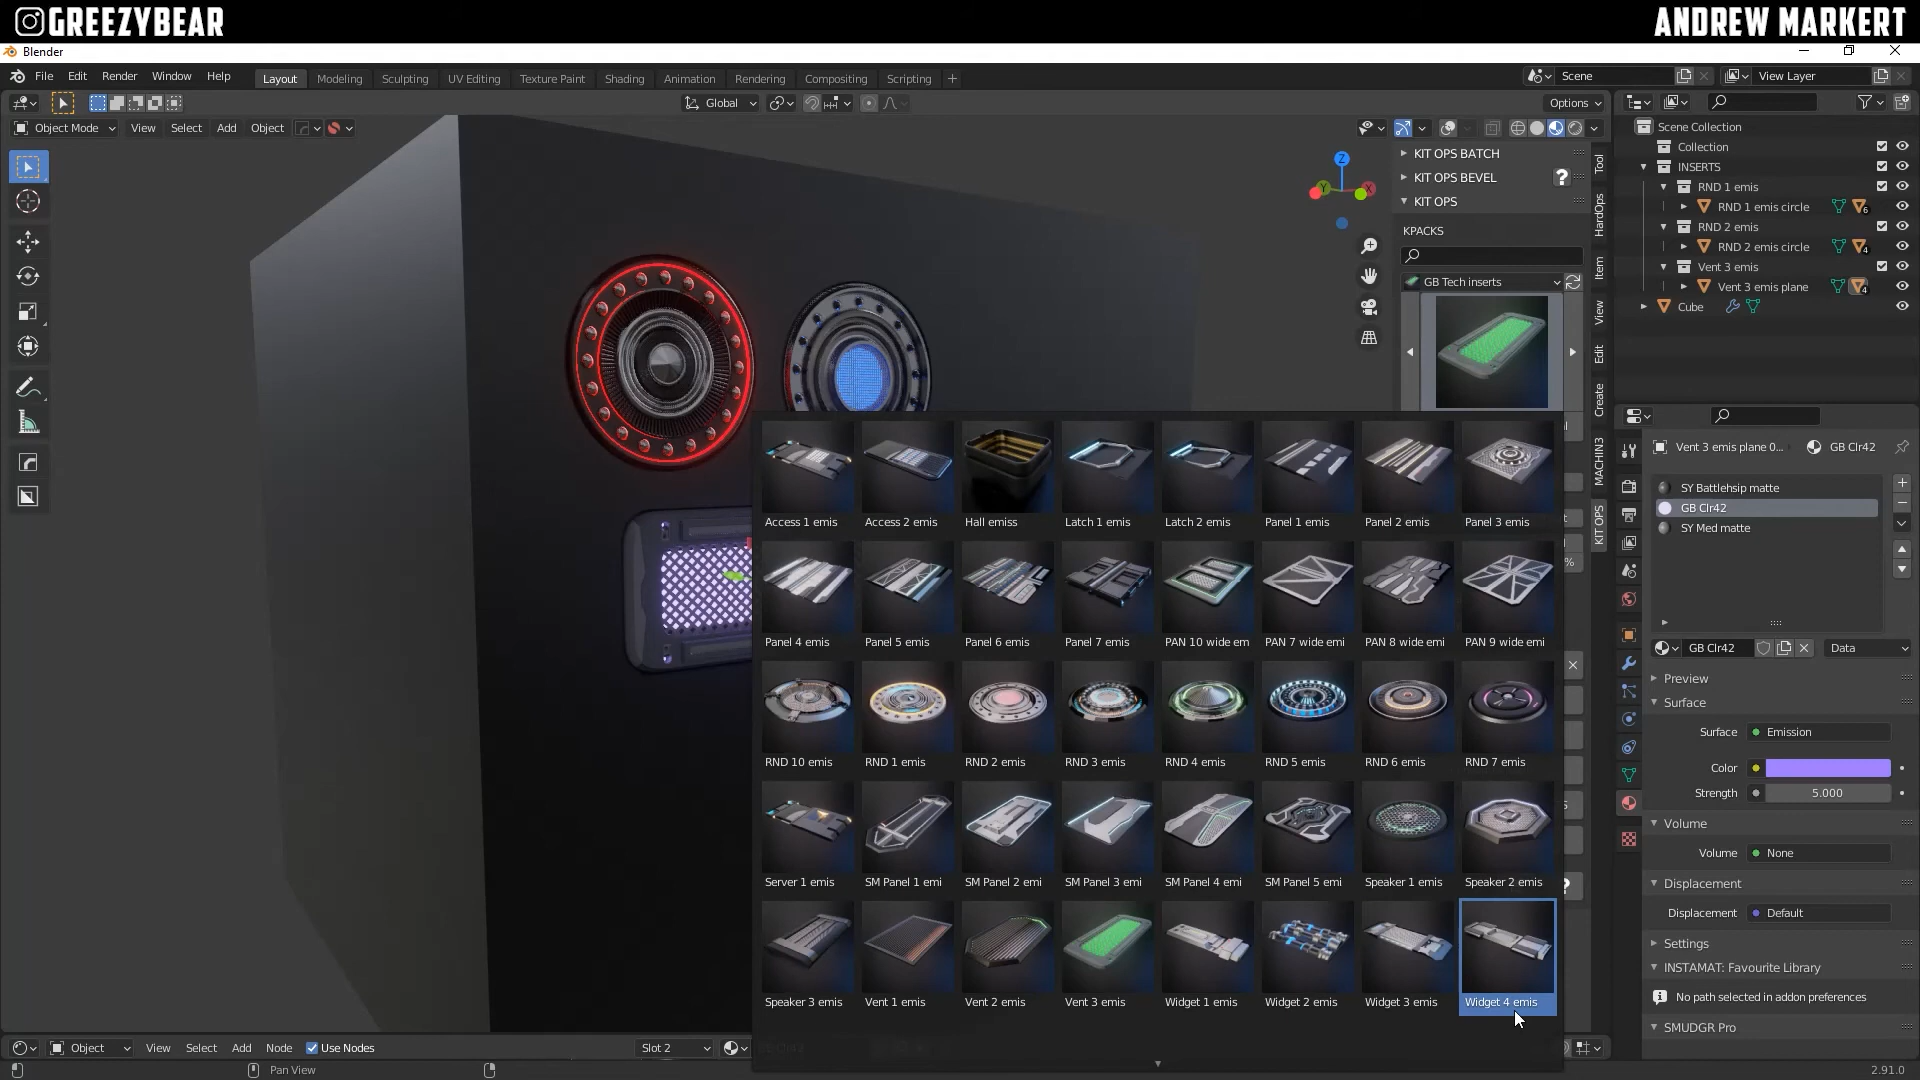 GREEZYBEAR
ANDREW MARKERT
Blender
File Edit Render Window Help
Layout Modeling Sculpting UV Editing Texture Paint Shading Animation Rendering Compositing Scripting +
Scene
View Layer
Global
Options
Object Mode View Select Add Object
Z
Y
X
KIT OPS BATCH
KIT OPS BEVEL
?
KIT OPS
KPACKS
GB Tech inserts
Tool
HardOps
Item
View
Edit
Create
MACHIN3
KIT OPS
Scene Collection
Collection
INSERTS
RND 1 emis
RND 1 emis circle
6
RND 2 emis
RND 2 emis circle
4
Vent 3 emis
Vent 3 emis plane
4
Cube
Access 1 emis Access 2 emis Hall emiss Latch 1 emis Latch 2 emis Panel 1 emis Panel 2 emis Panel 3 emis
Panel 4 emis Panel 5 emis Panel 6 emis Panel 7 emis PAN 10 wide em PAN 7 wide emi PAN 8 wide emi PAN 9 wide emi
RND 10 emis RND 1 emis RND 2 emis RND 3 emis RND 4 emis RND 5 emis RND 6 emis RND 7 emis
Server 1 emis SM Panel 1 emi SM Panel 2 emi SM Panel 3 emi SM Panel 4 emi SM Panel 5 emi Speaker 1 emis Speaker 2 emis
Speaker 3 emis Vent 1 emis Vent 2 emis Vent 3 emis Widget 1 emis Widget 2 emis Widget 3 emis Widget 4 emis
%
Vent 3 emis plane 0... GB Clr42
SY Battlehsip matte
GB Clr42
SY Med matte
GB Clr42
Data
Preview
Surface
Surface Emission
Color
Strength 5.000
Volume
Volume None
Displacement
Displacement Default
Settings
INSTAMAT: Favourite Library
No path selected in addon preferences
SMUDGR Pro
Object View Select Add Node Use Nodes
Slot 2
Pan View
2.91.0